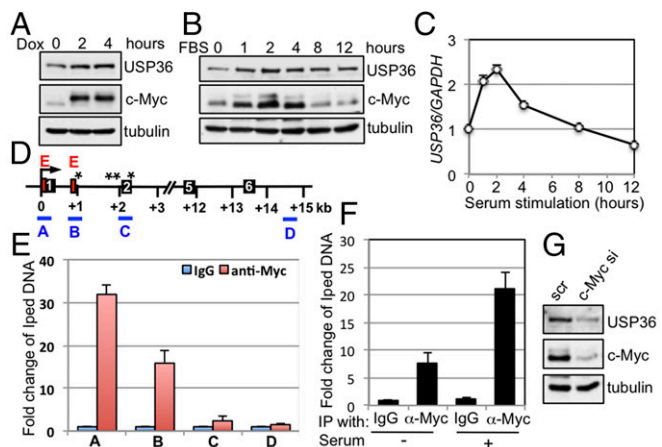 A
Dox 0 2 4 hours
USP36
c-Myc
tubulin
B
FBS 0 1 2 4 8 12 hours
USP36
c-Myc
tubulin
C
USP36/GAPDH
3
2
1
0
0 4 8 12
Serum stimulation (hours)
D
E E
* ** *
1 2 5 6
0 +1 +2 +3 +12 +13 +14 +15 kb
A B C D
E
Fold change of Iped DNA
IgG anti-Myc
40
30
20
10
0
A B C D
F
Fold change of Iped DNA
30
25
20
15
10
5
0
IP with: IgG α-Myc IgG α-Myc
Serum - +
G
scr c-Myc si
USP36
c-Myc
tubulin